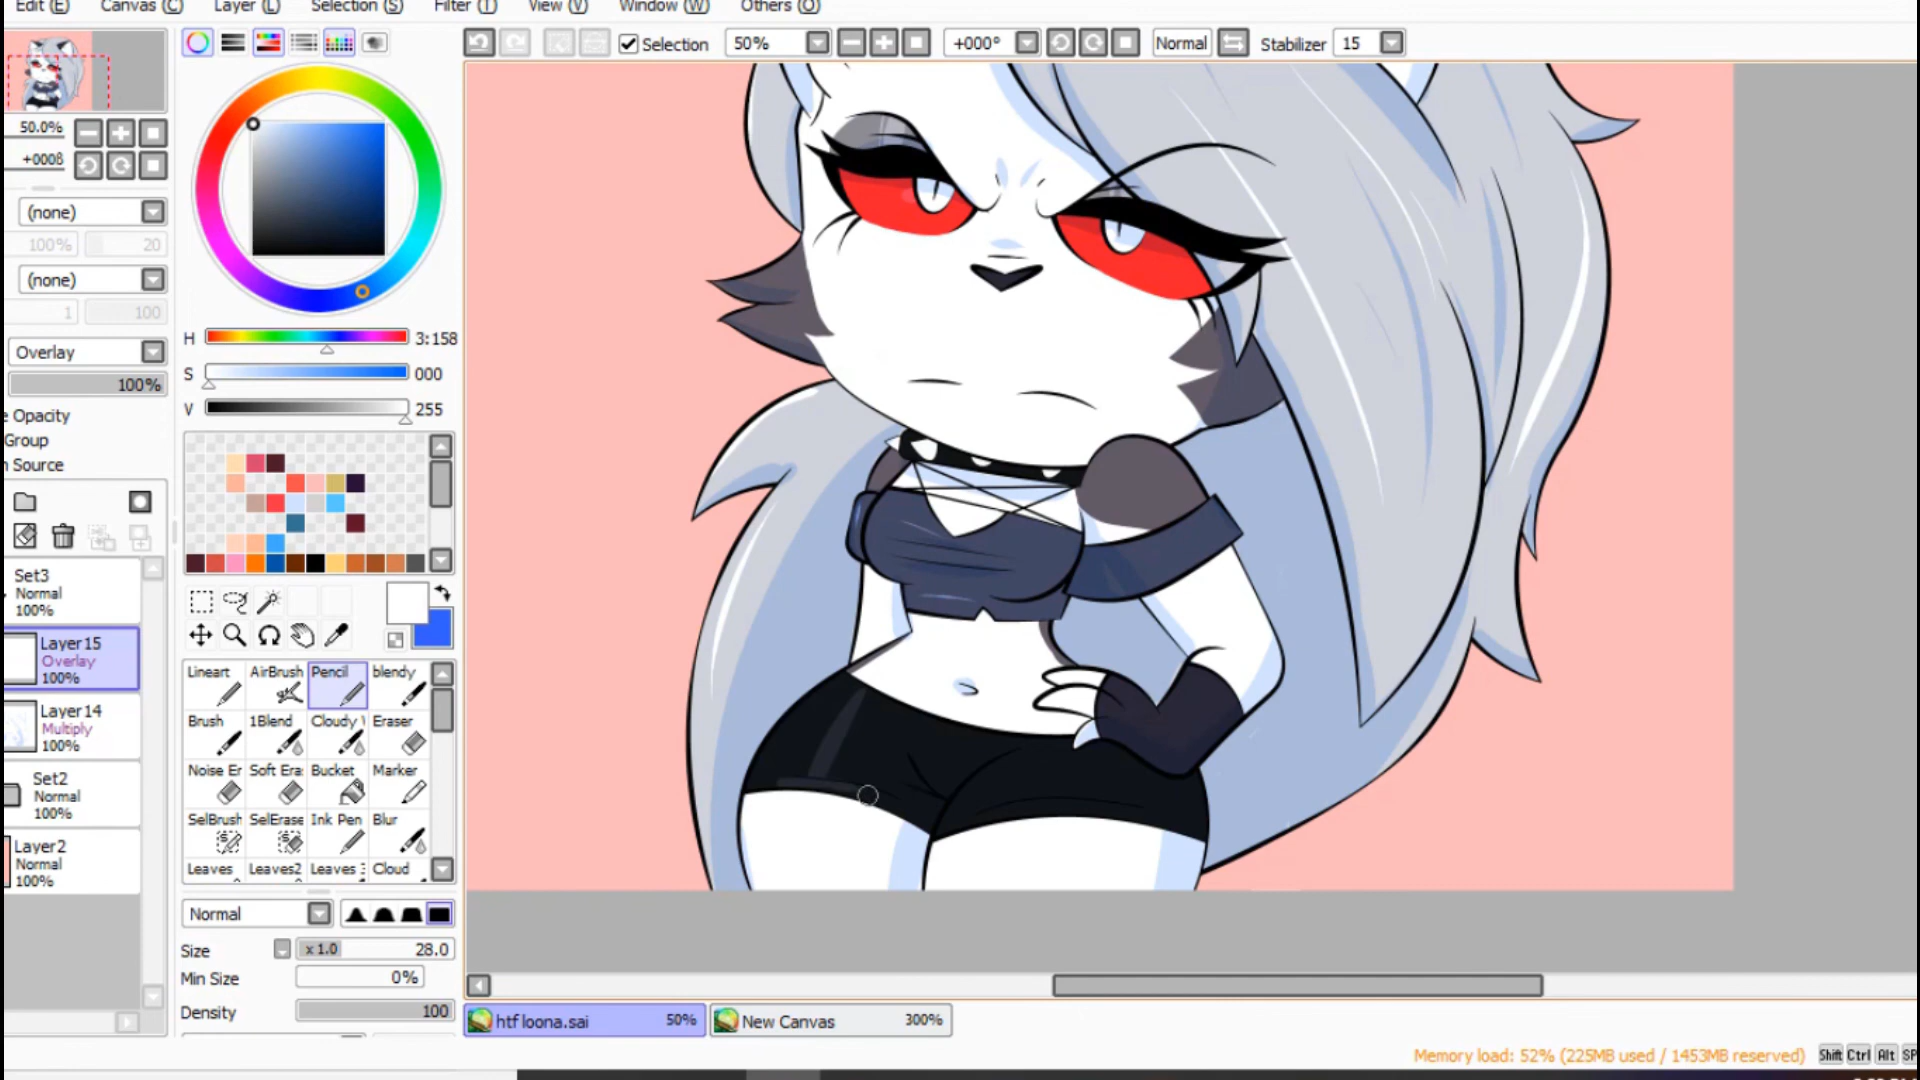 Edit (E) Canvas (C) Layer (L) Selection (S) Filter (T) View (V) Window (W) Others (O)
Selection 50% +000° Normal Stabilizer 15
50.0%
+000ß
(none)
100% 20
(none)
1 100
Overlay
100%
e Opacity
Group
n Source
H 3:158
S 000
V 255
Set3
Normal
100%
Layer15
Overlay
100%
Layer14
Multiply
100%
Set2
Normal
100%
Layer2
Normal
100%
Lineart AirBrush Pencil blendy
Brush 1Blend Cloudy Eraser
Noise Er Soft Era: Bucket Marker
SelBrush SelErase Ink Pen Blur
Leaves Leaves2 Leaves Cloud
Normal
Size x 1.0 28.0
Min Size 0%
Density 100
htf loona.sai 50% New Canvas 300%
Memory load: 52% (225MB used / 1453MB reserved) Shift Ctrl Alt SP